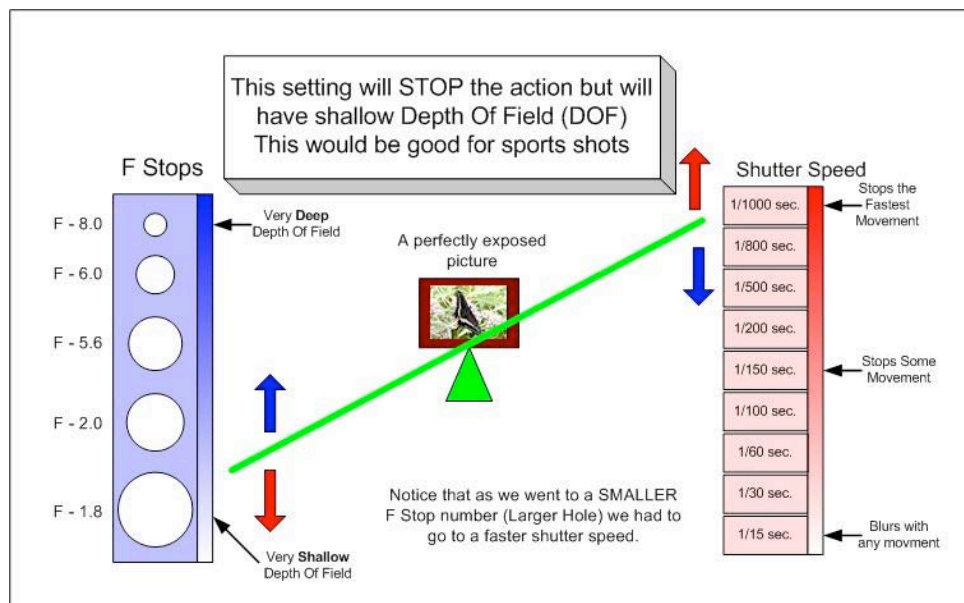 This setting will STOP the action but will
have shallow Depth Of Field (DOF)
This would be good for sports shots
F Stops
F - 8.0
F - 6.0
F - 5.6
F - 2.0
F - 1.8
Very Deep
Depth Of Field
Very Shallow
Depth Of Field
A perfectly exposed
picture
Notice that as we went to a SMALLER
F Stop number (Larger Hole) we had to
go to a faster shutter speed.
Shutter Speed
1/1000 sec.
1/800 sec.
1/500 sec.
1/200 sec.
1/150 sec.
1/100 sec.
1/60 sec.
1/30 sec.
1/15 sec.
Stops the
Fastest
Movement
Stops Some
Movement
Blurs with
any movment